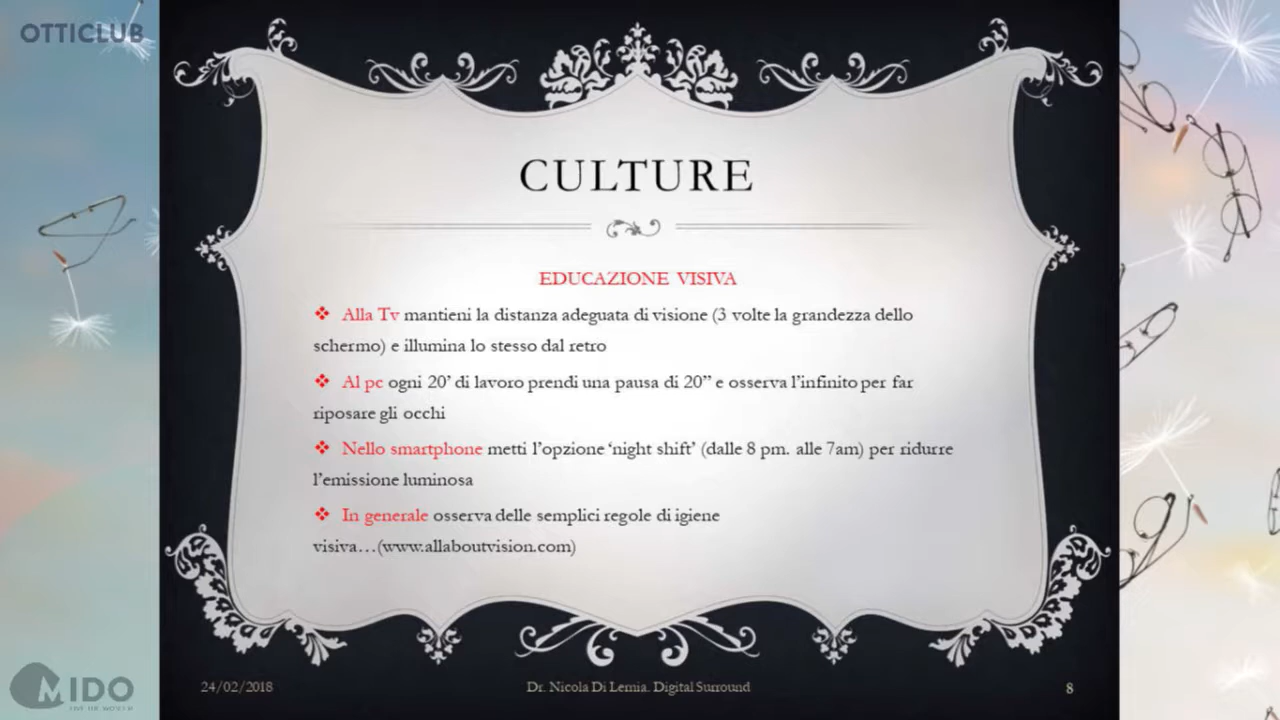 OTTICLUB
CULTURE
EDUCAZIONE VISIVA
❖ Alla Tv mantieni la distanza adeguata di visione (3 volte la grandezza dello
schermo) e illumina lo stesso dal retro
❖ Al pc ogni 20' di lavoro prendi una pausa di 20" e osserva l'infinito per far
riposare gli occhi
❖ Nello smartphone metti l'opzione 'night shift' (dalle 8 pm. alle 7am) per ridurre
l'emissione luminosa
❖ In generale osserva delle semplici regole di igiene
visiva…(www.allaboutvision.com)
MIDO
24/02/2018
Dr. Nicola Di Lernia. Digital Surround
8